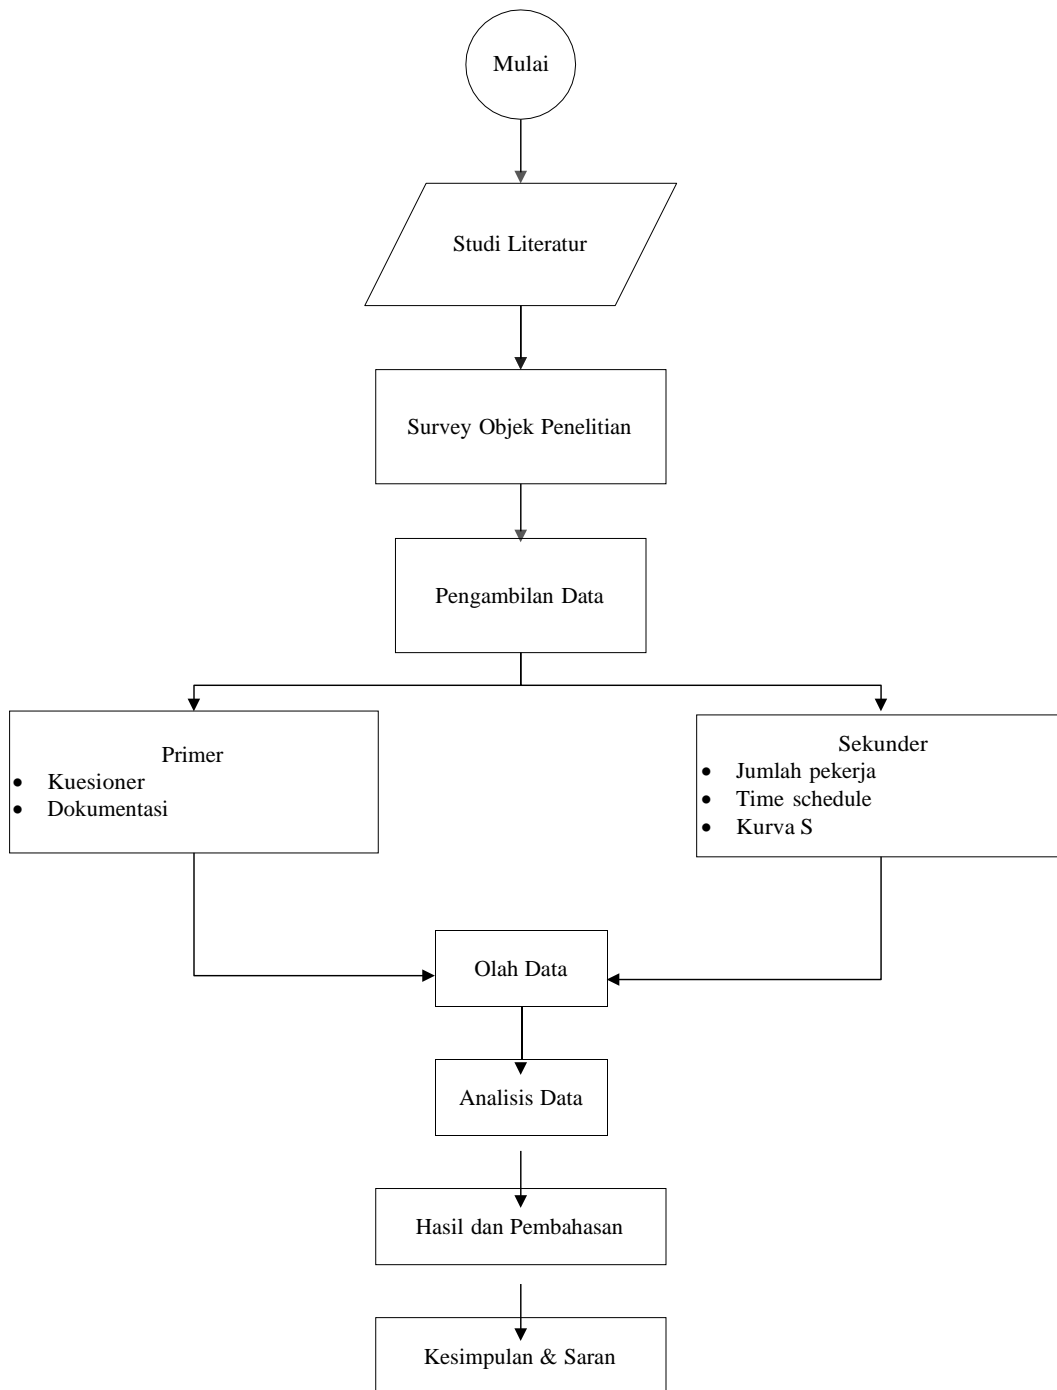 Mulai
Studi Literatur
Survey Objek Penelitian
Pengambilan Data
Primer
• Kuesioner
• Dokumentasi
Sekunder
• Jumlah pekerja
• Time schedule
• Kurva S
Olah Data
Analisis Data
Hasil dan Pembahasan
Kesimpulan & Saran